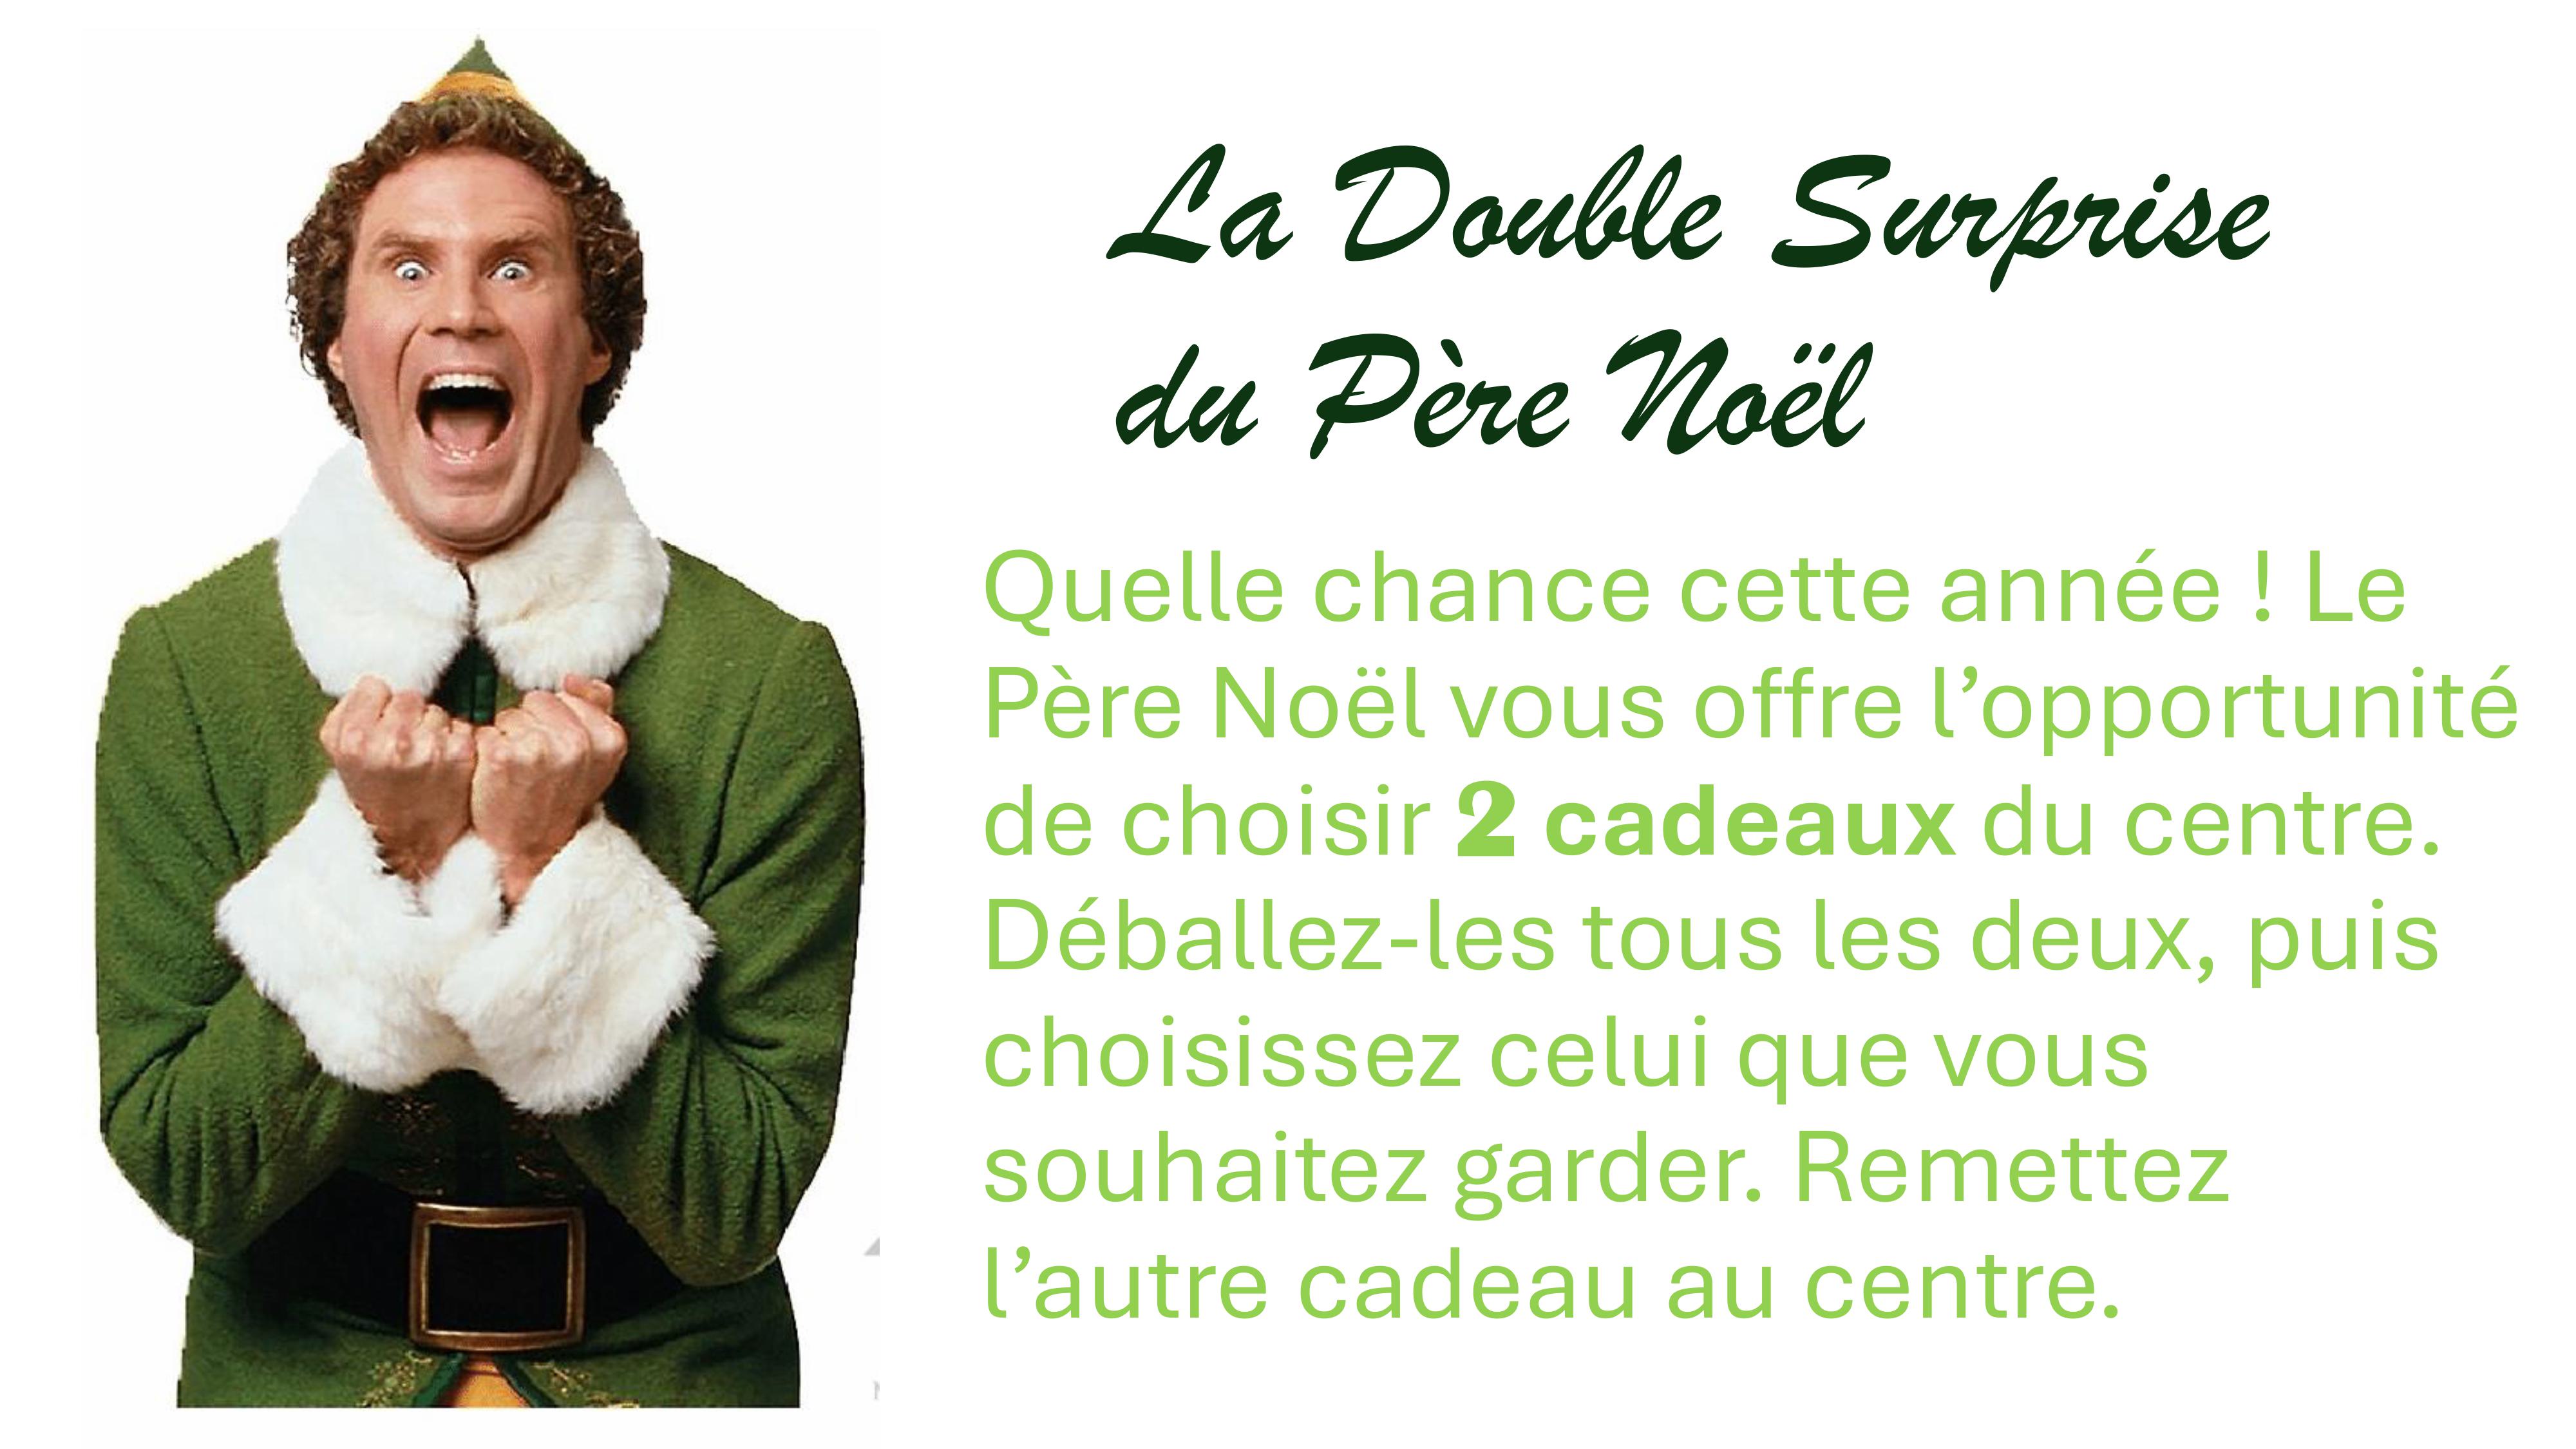 La Double Surprise
du Père Noël
Quelle chance cette année ! Le
Père Noël vous offre l’opportunité
de choisir 2 cadeaux du centre.
Déballez-les tous les deux, puis
choisissez celui que vous
souhaitez garder. Remettez
l’autre cadeau au centre.